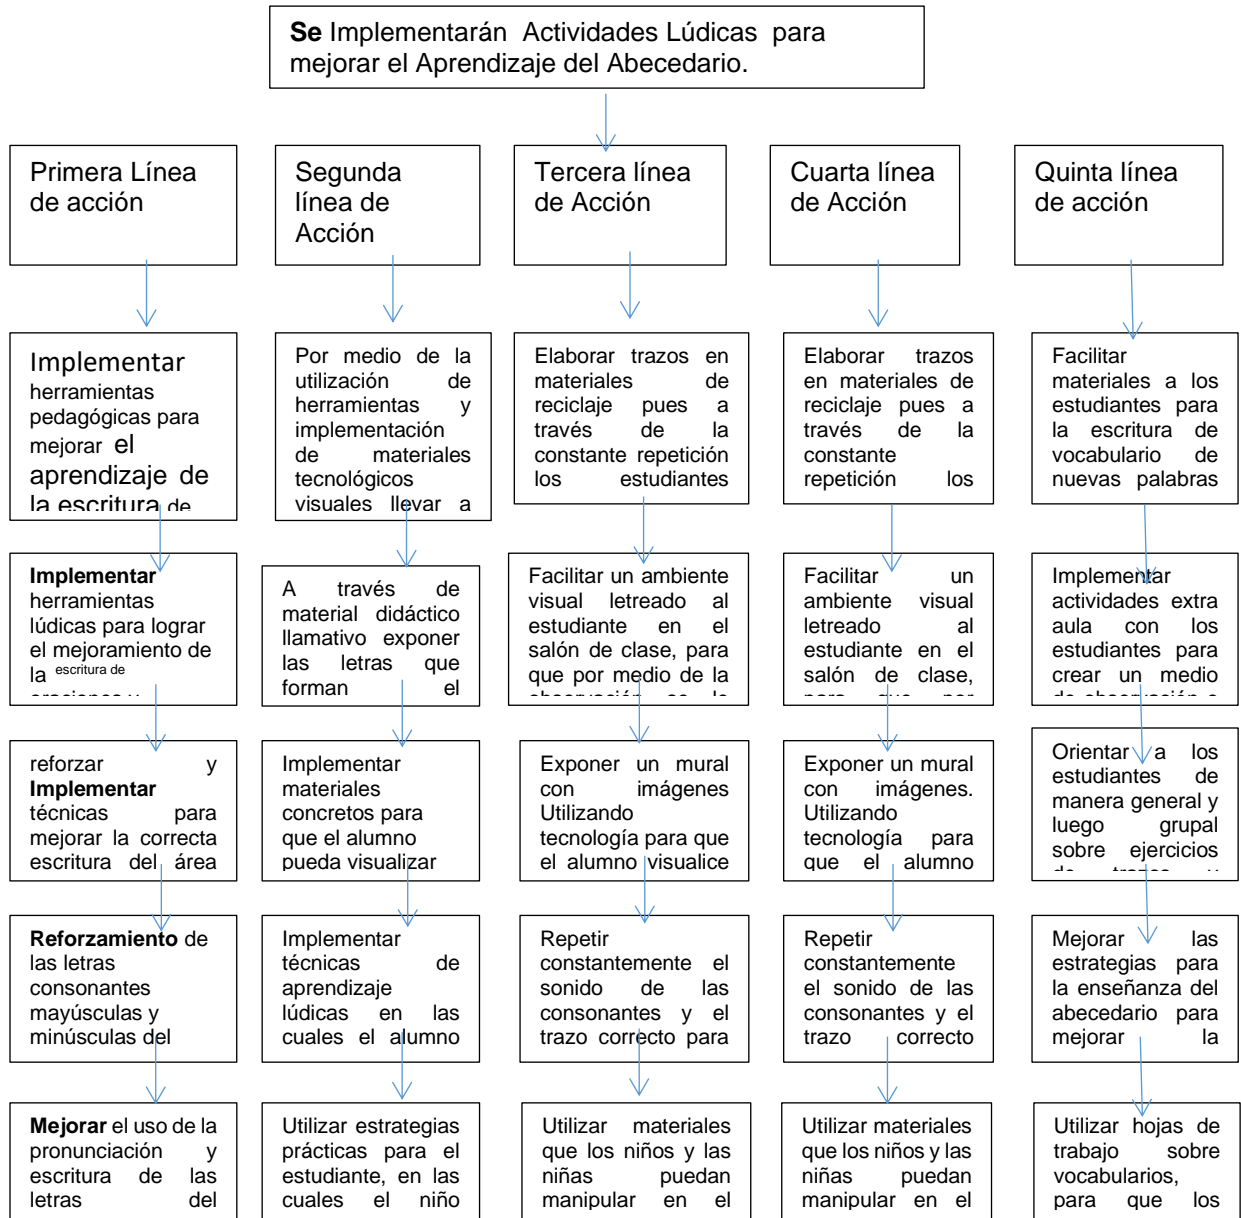 Se Implementarán Actividades Lúdicas para
mejorar el Aprendizaje del Abecedario.
Primera Línea
de acción
Segunda
línea de
Acción
Tercera línea
de Acción
Cuarta línea
de Acción
Quinta línea
de acción
Implementar
herramientas
pedagógicas para
mejorar el
aprendizaje de
la escritura de
Por medio de la
utilización de
herramientas y
implementación
de materiales
tecnológicos
visuales llevar a
Elaborar trazos en
materiales de
reciclaje pues a
través de la
constante repetición
los estudiantes
Elaborar trazos
en materiales de
reciclaje pues a
través de la
constante
repetición los
Facilitar
materiales a los
estudiantes para
la escritura de
vocabulario de
nuevas palabras
Implementar
herramientas
lúdicas para lograr
el mejoramiento de
la escritura de
oraciones y
A través de
material didáctico
llamativo exponer
las letras que
forman el
Facilitar un ambiente
visual letreado al
estudiante en el
salón de clase, para
que por medio de la
observación se le
Facilitar un
ambiente visual
letreado al
estudiante en el
salón de clase,
para que por
Implementar
actividades extra
aula con los
estudiantes para
crear un medio
de observación e
reforzar y
Implementar
técnicas para
mejorar la correcta
escritura del área
Implementar
materiales
concretos para
que el alumno
pueda visualizar
Exponer un mural
con imágenes
Utilizando
tecnología para que
el alumno visualice
Exponer un mural
con imágenes.
Utilizando
tecnología para
que el alumno
Orientar a los
estudiantes de
manera general y
luego grupal
sobre ejercicios
de trazos y
Reforzamiento de
las letras
consonantes
mayúsculas y
minúsculas del
Implementar
técnicas de
aprendizaje
lúdicas en las
cuales el alumno
Repetir
constantemente el
sonido de las
consonantes y el
trazo correcto para
Repetir
constantemente
el sonido de las
consonantes y el
trazo correcto
Mejorar las
estrategias para
la enseñanza del
abecedario para
mejorar la
Mejorar el uso de la
pronunciación y
escritura de las
letras del
Utilizar estrategias
prácticas para el
estudiante, en las
cuales el niño
Utilizar materiales
que los niños y las
niñas puedan
manipular en el
Utilizar materiales
que los niños y las
niñas puedan
manipular en el
Utilizar hojas de
trabajo sobre
vocabularios,
para que los